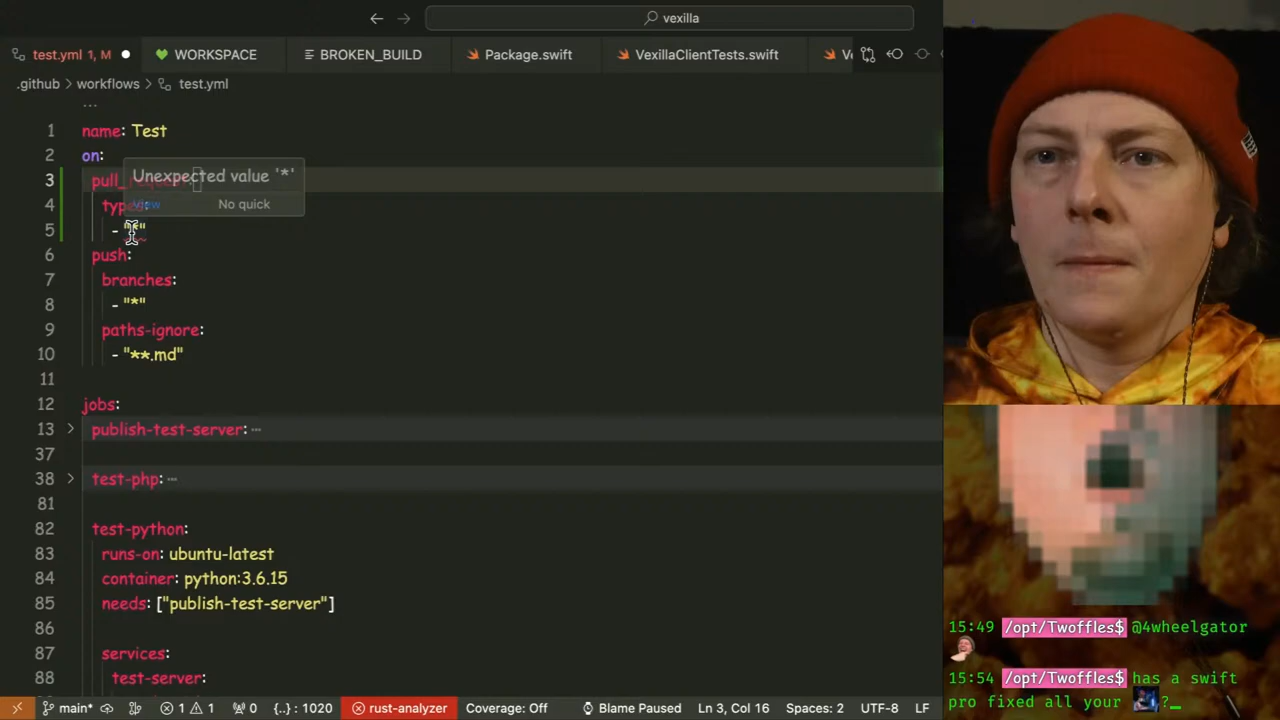 vexilla
test.yml 1, M
WORKSPACE
BROKEN_BUILD
Package.swift
VexillaClientTests.swift
.github > workflows > test.yml
...
1 name: Test
2 on:
Unexpected value '*'
3
View No quick
4
5 - "*"
6 push:
7 branches:
8 - "*"
9 paths-ignore:
10 - "**.md"
11
12 jobs:
13 > publish-test-server: ...
37
38 > test-php: ...
81
82 test-python:
83 runs-on: ubuntu-latest
84 container: python:3.6.15
85 needs: ["publish-test-server"]
86
87 services:
88 test-server:
main* 1 1 0 {..} : 1020 rust-analyzer Coverage: Off Blame Paused Ln 3, Col 16 Spaces: 2 UTF-8 LF
15:49 /opt/Twoffles$ @4wheelgator
15:54 /opt/Twoffles$ has a swift
pro fixed all your ?_